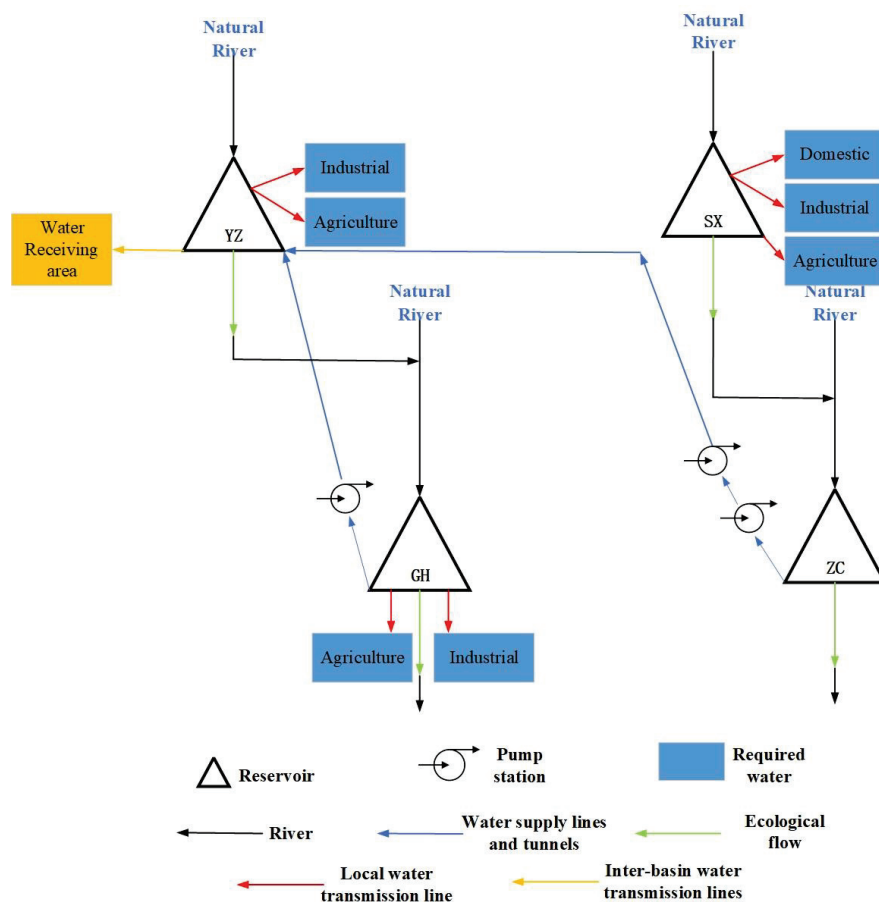 Natural
River
Natural
River
Industrial
Agriculture
YZ
Water
Receiving
area
Domestic
Industrial
Agriculture
SX
Natural
River
Natural
River
GH
Agriculture
Industrial
ZC
Reservoir
Pump
station
Required
water
River
Water supply lines
and tunnels
Ecological
flow
Local water
transmission line
Inter-basin water
transmission lines